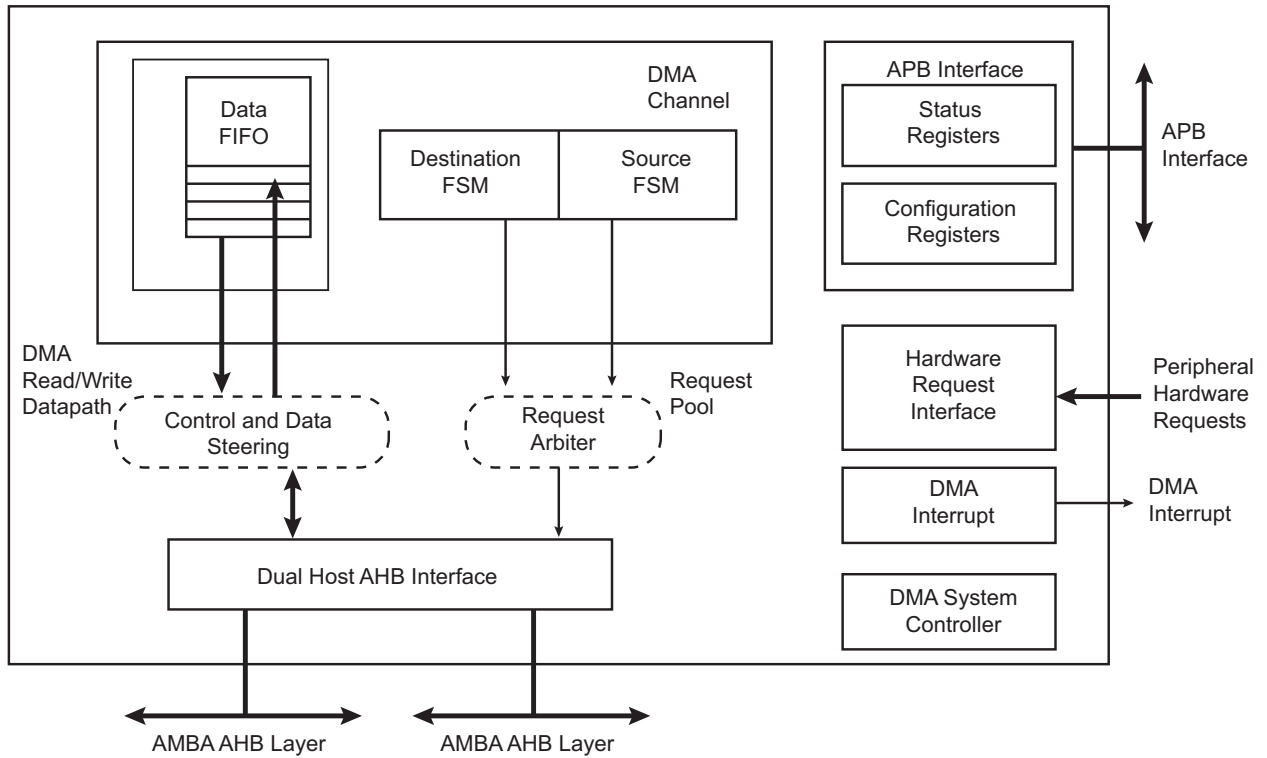 DMA
Channel
Data
FIFO
Destination
FSM
Source
FSM
APB Interface
Status
Registers
Configuration
Registers
APB
Interface
DMA
Read/Write
Datapath
Control and Data
Steering
Request
Arbiter
Request
Pool
Hardware
Request
Interface
Peripheral
Hardware
Requests
DMA
Interrupt
DMA
Interrupt
Dual Host AHB Interface
DMA System
Controller
AMBA AHB Layer
AMBA AHB Layer